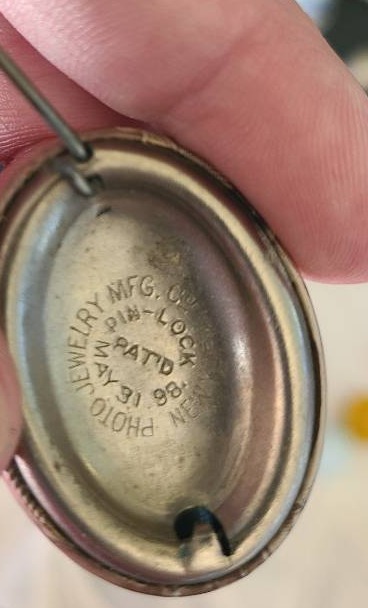 PHOTO JEWELRY MFG. CO.
NEW
PIN-LOCK
PAT'D
MAY 31 98.